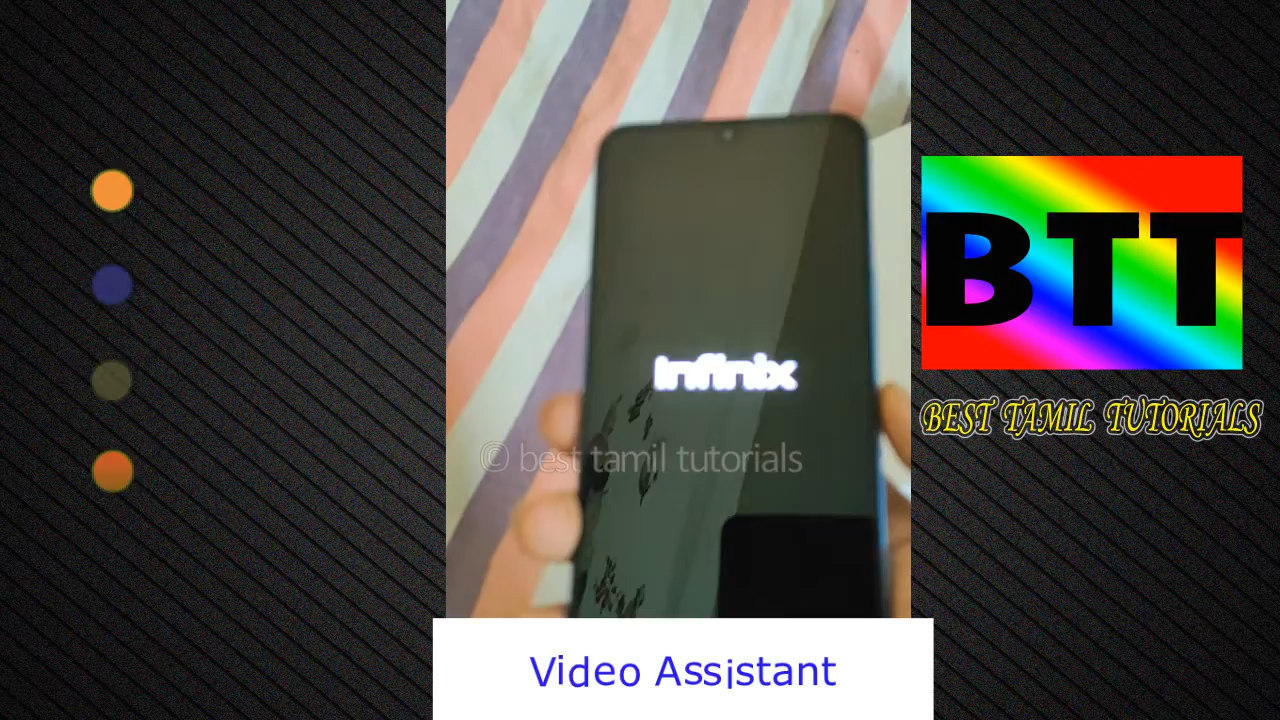 Infinix
© best tamil tutorials
BTT
BEST TAMIL TUTORIALS
Video Assistant